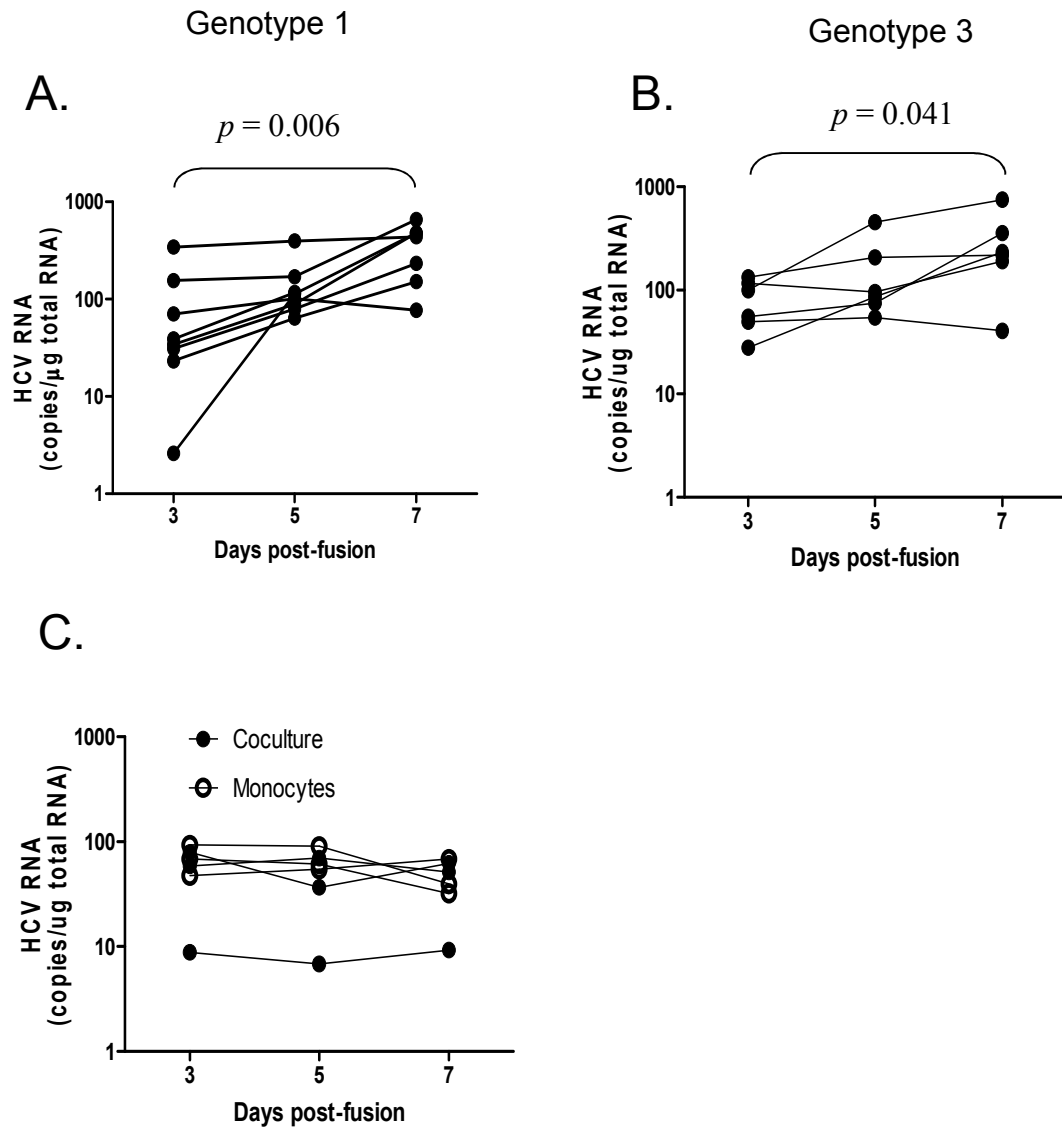 Genotype 1
Genotype 3
A.
B.
p = 0.006
p = 0.041
HCV RNA
(copies/μg total RNA)
1000
100
10
1
3 5 7
Days post-fusion
HCV RNA
(copies/ug total RNA)
1000
100
10
1
3 5 7
Days post-fusion
C.
HCV RNA
(copies/ug total RNA)
1000
100
10
1
Coculture
Monocytes
3 5 7
Days post-fusion